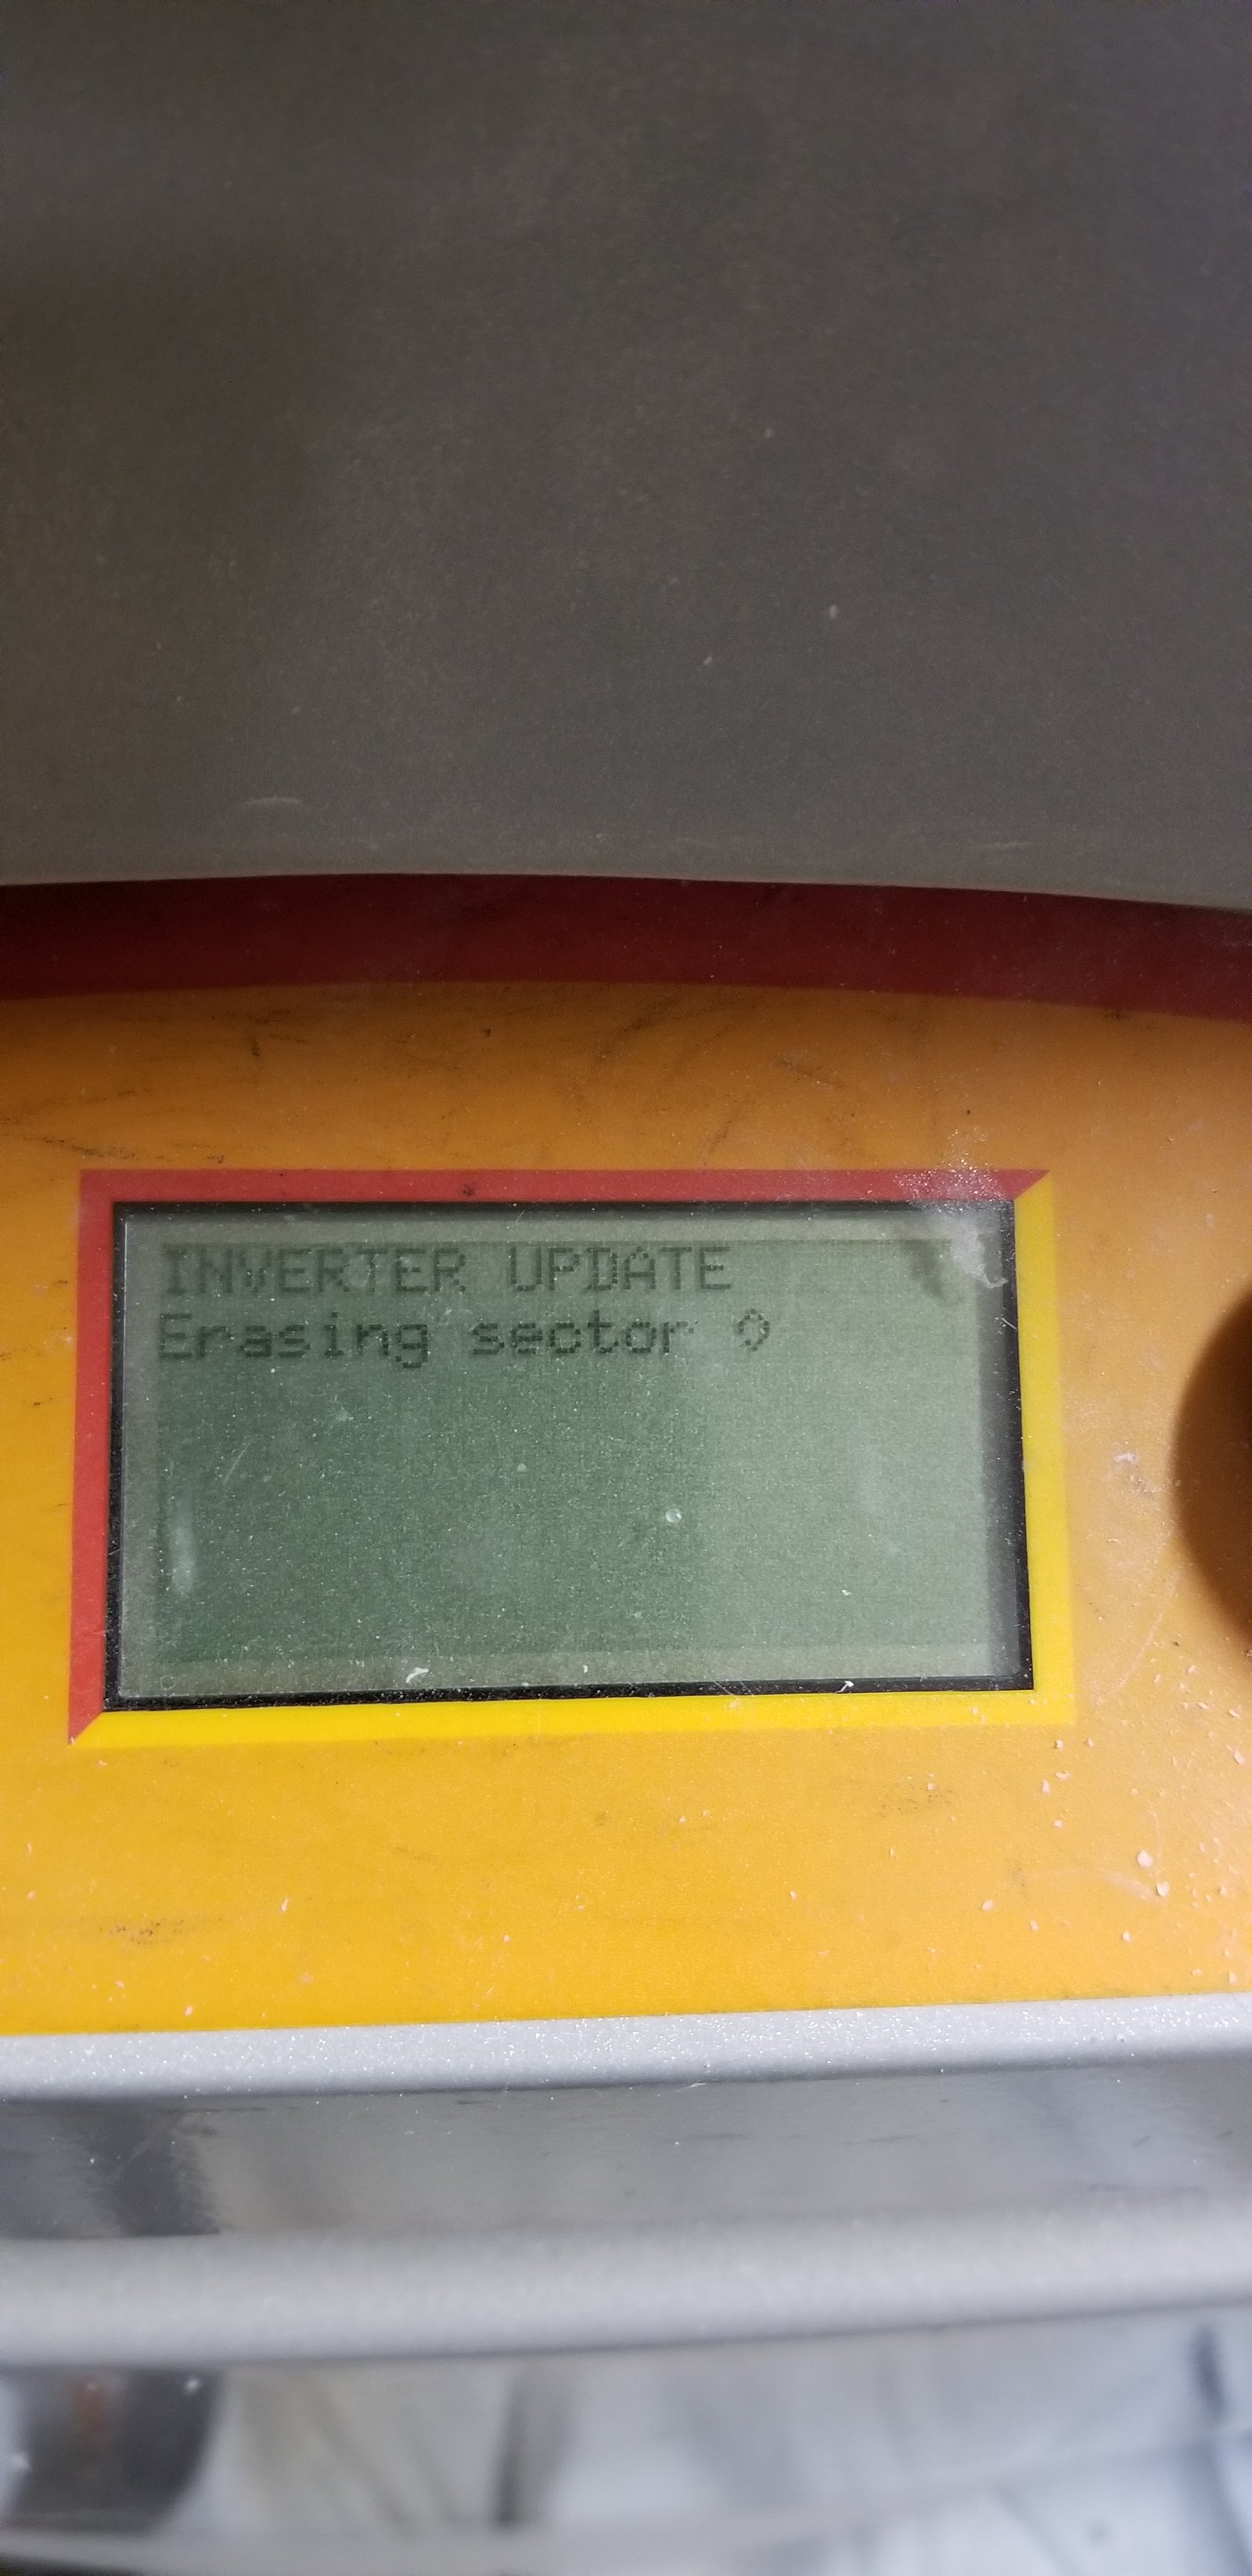 INVERTER UPDATE
Erasing sector 0